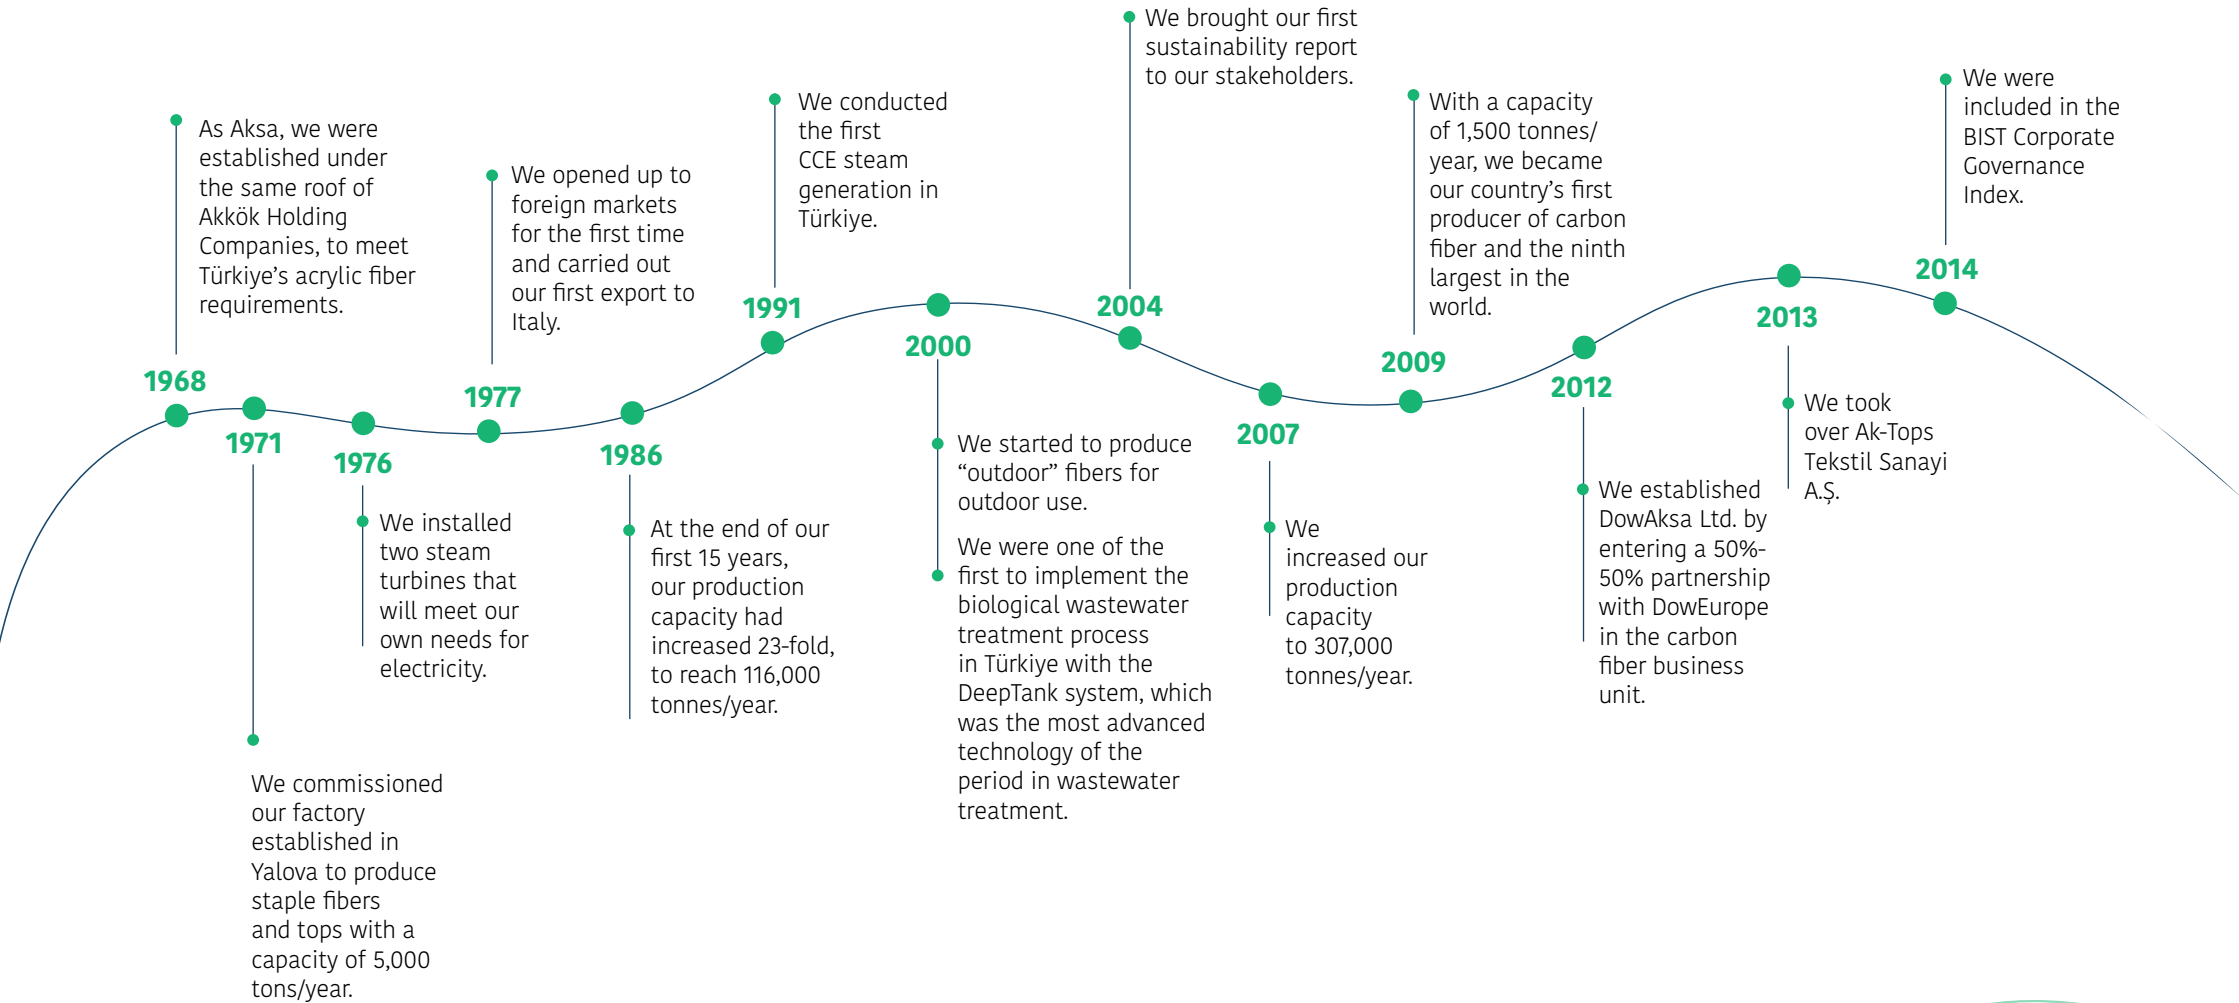 1968
As Aksa, we were
established under
the same roof of
Akkök Holding
Companies, to meet
Türkiye’s acrylic fiber
requirements.
1971
We commissioned
our factory
established in
Yalova to produce
staple fibers
and tops with a
capacity of 5,000
tons/year.
1976
We installed
two steam
turbines that
will meet our
own needs for
electricity.
1977
We opened up to
foreign markets
for the first time
and carried out
our first export to
Italy.
1986
At the end of our
first 15 years,
our production
capacity had
increased 23-fold,
to reach 116,000
tonnes/year.
1991
We conducted
the first
CCE steam
generation in
Türkiye.
2000
We started to produce
“outdoor” fibers for
outdoor use.
We were one of the
first to implement the
biological wastewater
treatment process
in Türkiye with the
DeepTank system, which
was the most advanced
technology of the
period in wastewater
treatment.
2004
We brought our first
sustainability report
to our stakeholders.
2007
We
increased our
production
capacity
to 307,000
tonnes/year.
2009
With a capacity
of 1,500 tonnes/
year, we became
our country’s first
producer of carbon
fiber and the ninth
largest in the
world.
2012
We established
DowAksa Ltd. by
entering a 50%-
50% partnership
with DowEurope
in the carbon
fiber business
unit.
2013
We took
over Ak-Tops
Tekstil Sanayi
A.Ş.
2014
We were
included in the
BIST Corporate
Governance
Index.